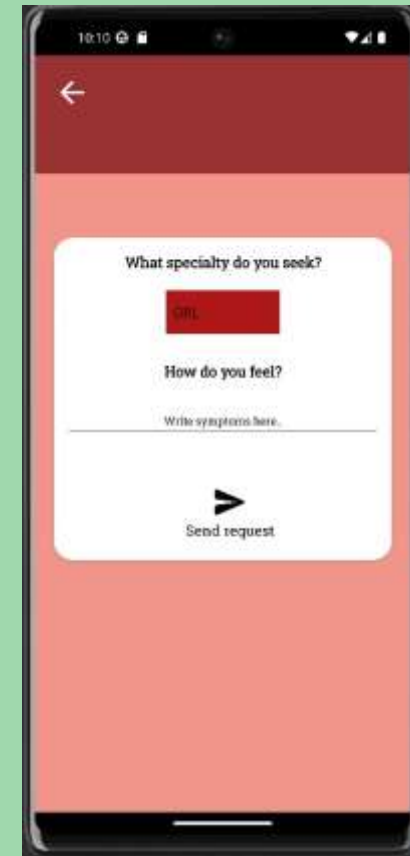 10:10
What specialty do you seek?
ORL
How do you feel?
Write symptoms here..
Send request